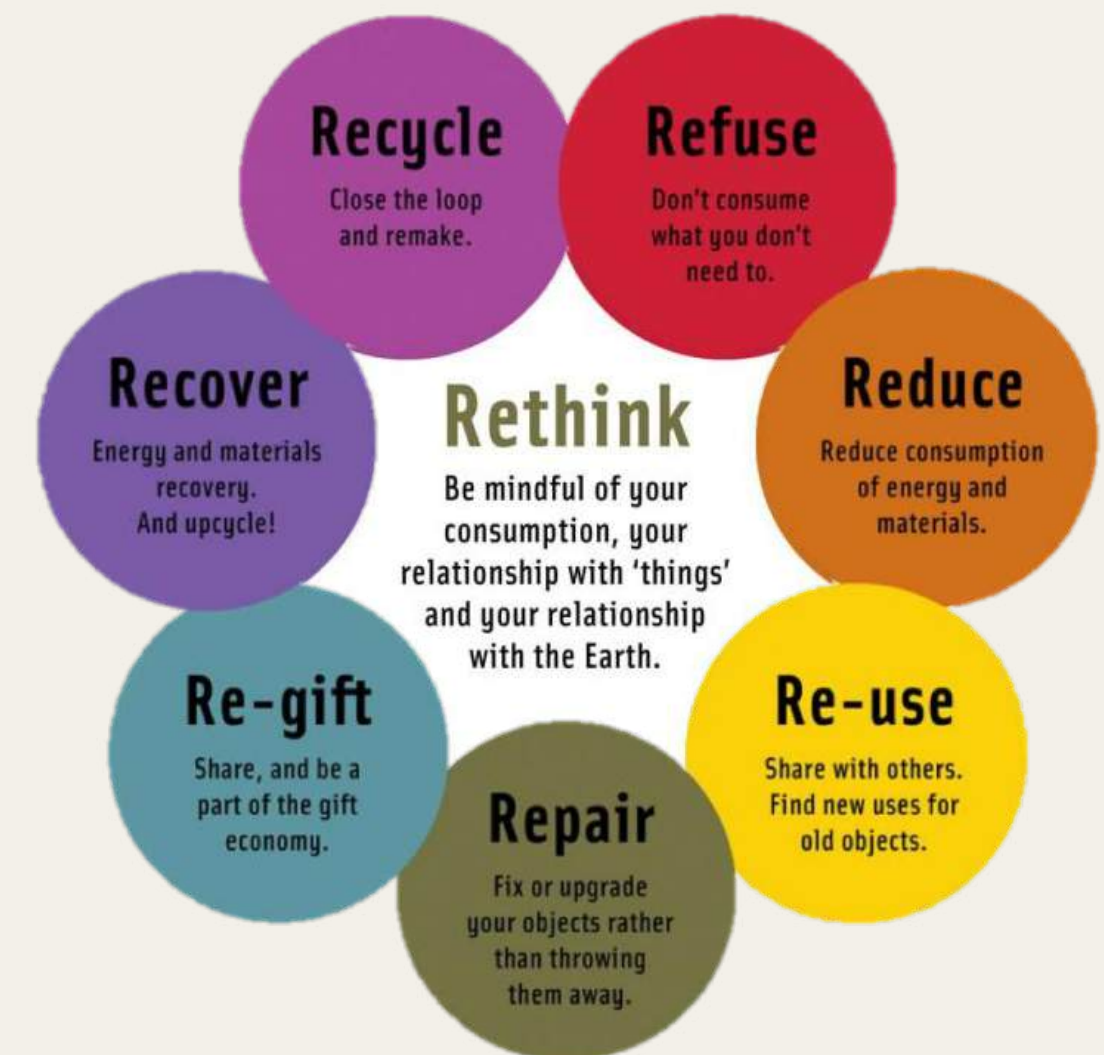 Recycle
Close the loop
and remake.
Refuse
Don't consume
what you don't
need to.
Recover
Energy and materials
recovery.
And upcycle!
Rethink
Be mindful of your
consumption, your
relationship with ‘things’
and your relationship
with the Earth.
Reduce
Reduce consumption
of energy and
materials.
Re-gift
Share, and be a
part of the gift
economy.
Repair
Fix or upgrade
your objects rather
than throwing
them away.
Re-use
Share with others.
Find new uses for
old objects.